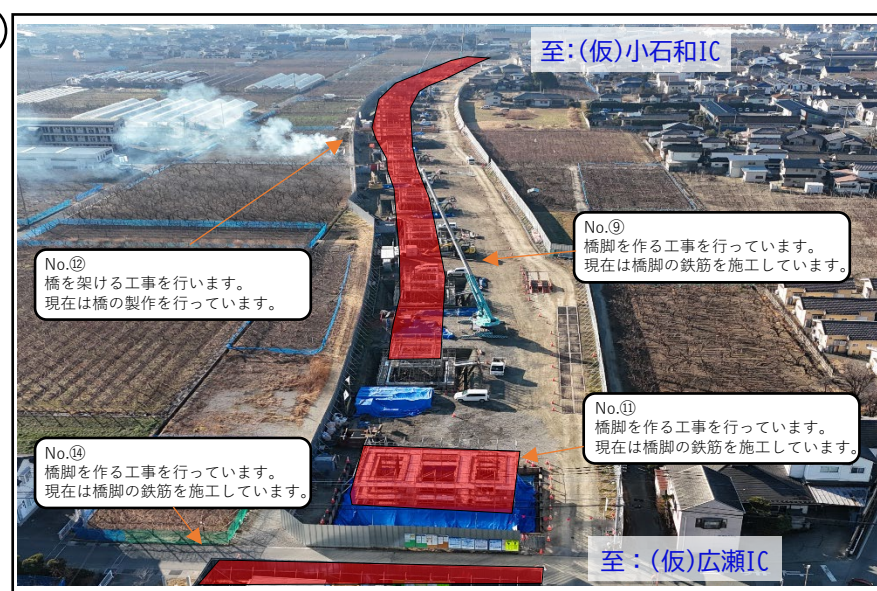 至:(仮)小石和IC
No.⑨
橋脚を作る工事を行っています。
現在は橋脚の鉄筋を施工しています。
No.⑫
橋を架ける工事を行います。
現在は橋の製作を行っています。
No.⑪
橋脚を作る工事を行っています。
現在は橋脚の鉄筋を施工しています。
No.⑭
橋脚を作る工事を行っています。
現在は橋脚の鉄筋を施工しています。
至：(仮)広瀬IC